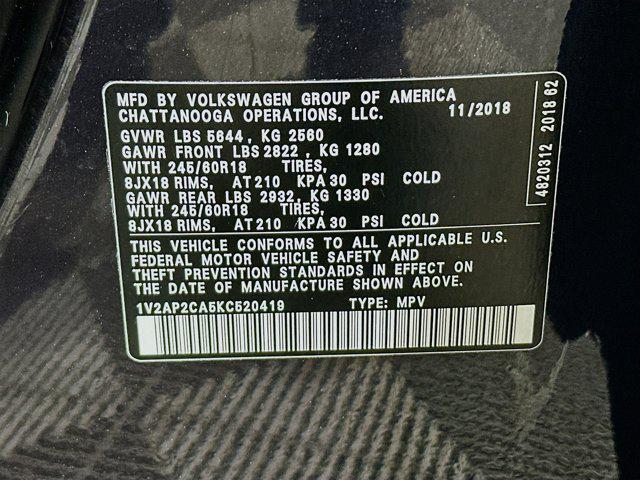 MFD BY VOLKSWAGEN GROUP OF AMERICA
CHATTANOOGA OPERATIONS, LLC. 11/2018
GVWR LBS 5644, KG 2560
GAWR FRONT LBS 2822, KG 1280
WITH 245/60R18 TIRES,
8JX18 RIMS, AT 210 KPA 30 PSI COLD
GAWR REAR LBS 2932, KG 1330
WITH 245/60R18 TIRES,
8JX18 RIMS, AT 210 KPA 30 PSI COLD
THIS VEHICLE CONFORMS TO ALL APPLICABLE U.S.
FEDERAL MOTOR VEHICLE SAFETY AND
THEFT PREVENTION STANDARDS IN EFFECT ON
THE DATE OF MANUFACTURE SHOWN ABOVE.
1V2AP2CA5KC520419 TYPE: MPV
4820312 2018 62